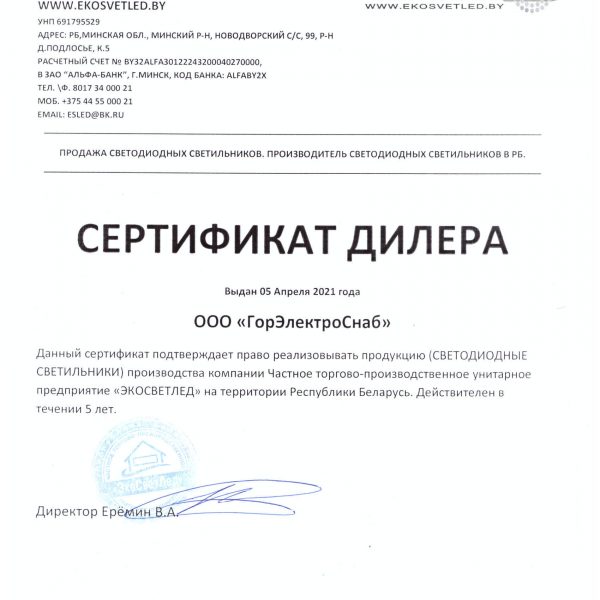 WWW.EKOSVETLED.BY
WWW.EKOSVETLED.BY
УНП 691795529
АДРЕС: РБ,МИНСКАЯ ОБЛ., МИНСКИЙ Р-Н, НОВОДВОРСКИЙ С/С, 99, Р-Н
Д.ПОДЛОСЬЕ, К.5
РАСЧЕТНЫЙ СЧЕТ № BY32ALFA30122243200040270000,
В ЗАО "АЛЬФА-БАНК", Г.МИНСК, КОД БАНКА: ALFABY2X
ТЕЛ. \Ф. 8017 34 000 21
МОБ. +375 44 55 000 21
EMAIL: ESLED@BK.RU
ПРОДАЖА СВЕТОДИОДНЫХ СВЕТИЛЬНИКОВ. ПРОИЗВОДИТЕЛЬ СВЕТОДИОДНЫХ СВЕТИЛЬНИКОВ В РБ.
СЕРТИФИКАТ ДИЛЕРА
Выдан 05 Апреля 2021 года
ООО «ГорЭлектроСнаб»
Данный сертификат подтверждает право реализовывать продукцию (СВЕТОДИОДНЫЕ
СВЕТИЛЬНИКИ) производства компании Частное торгово-производственное унитарное
предприятие «ЭКОСВЕТЛЕД» на территории Республики Беларусь. Действителен в
течении 5 лет.
ЭкоСветЛед
Директор Ерёмин В.А.